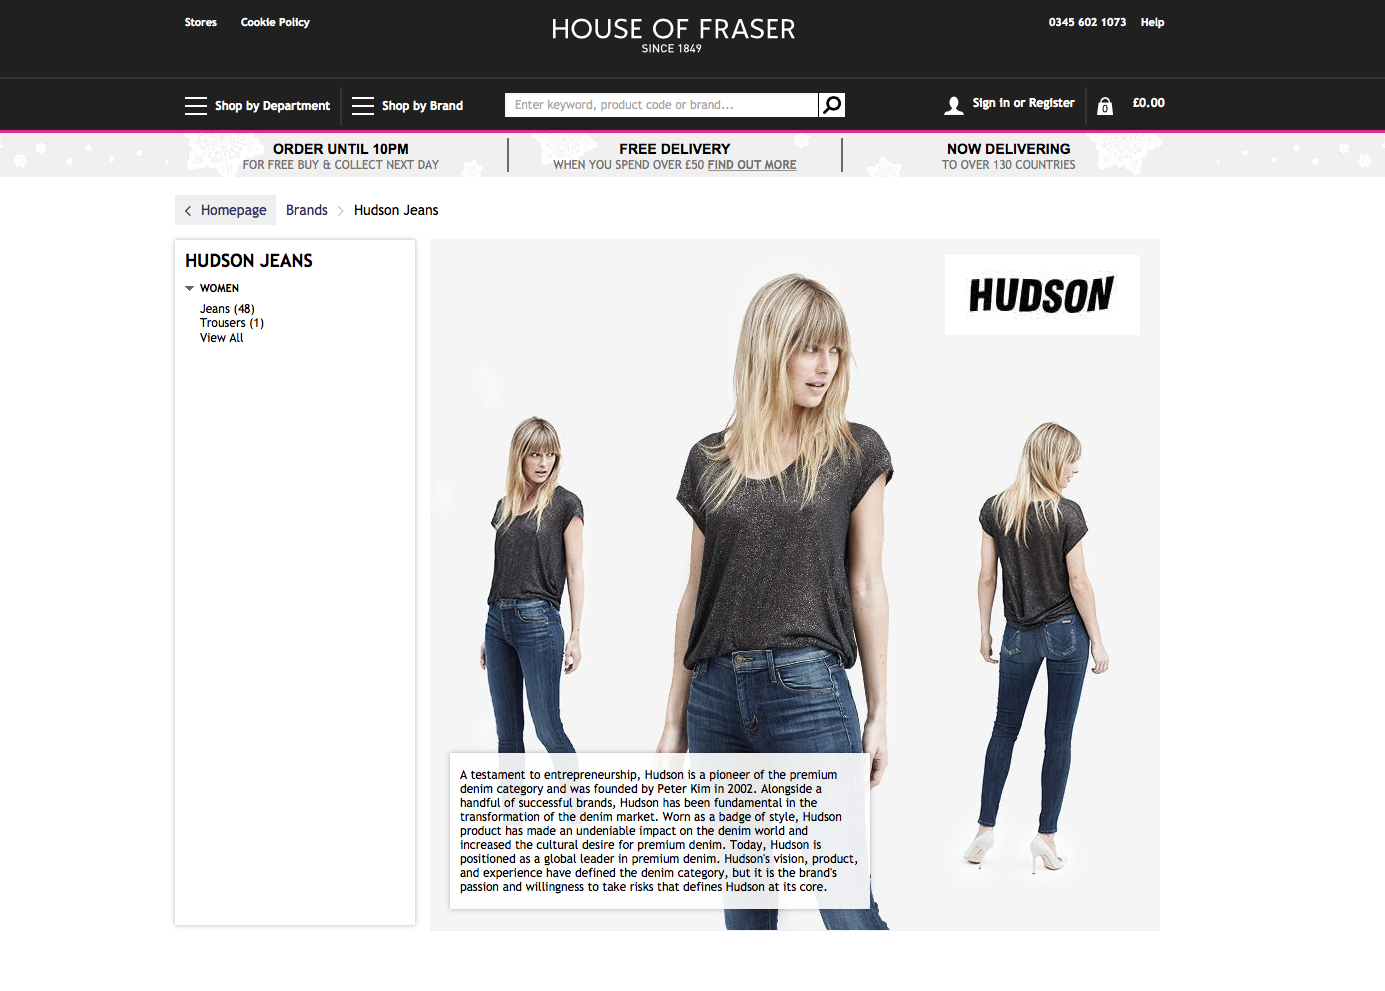 Stores
Cookie Policy
HOUSE OF FRASER
SINCE 1849
0345 602 1073
Help
Shop by Department
Shop by Brand
Enter keyword, product code or brand...
Sign in or Register
0
£0.00
ORDER UNTIL 10PM
FOR FREE BUY & COLLECT NEXT DAY
FREE DELIVERY
WHEN YOU SPEND OVER £50 FIND OUT MORE
NOW DELIVERING
TO OVER 130 COUNTRIES
Homepage
Brands
Hudson Jeans
HUDSON JEANS
WOMEN
Jeans (48)
Trousers (1)
View All
HUDSON
A testament to entrepreneurship, Hudson is a pioneer of the premium
denim category and was founded by Peter Kim in 2002. Alongside a
handful of successful brands, Hudson has been fundamental in the
transformation of the denim market. Worn as a badge of style, Hudson
product has made an undeniable impact on the denim world and
increased the cultural desire for premium denim. Today, Hudson is
positioned as a global leader in premium denim. Hudson's vision, product,
and experience have defined the denim category, but it is the brand's
passion and willingness to take risks that defines Hudson at its core.